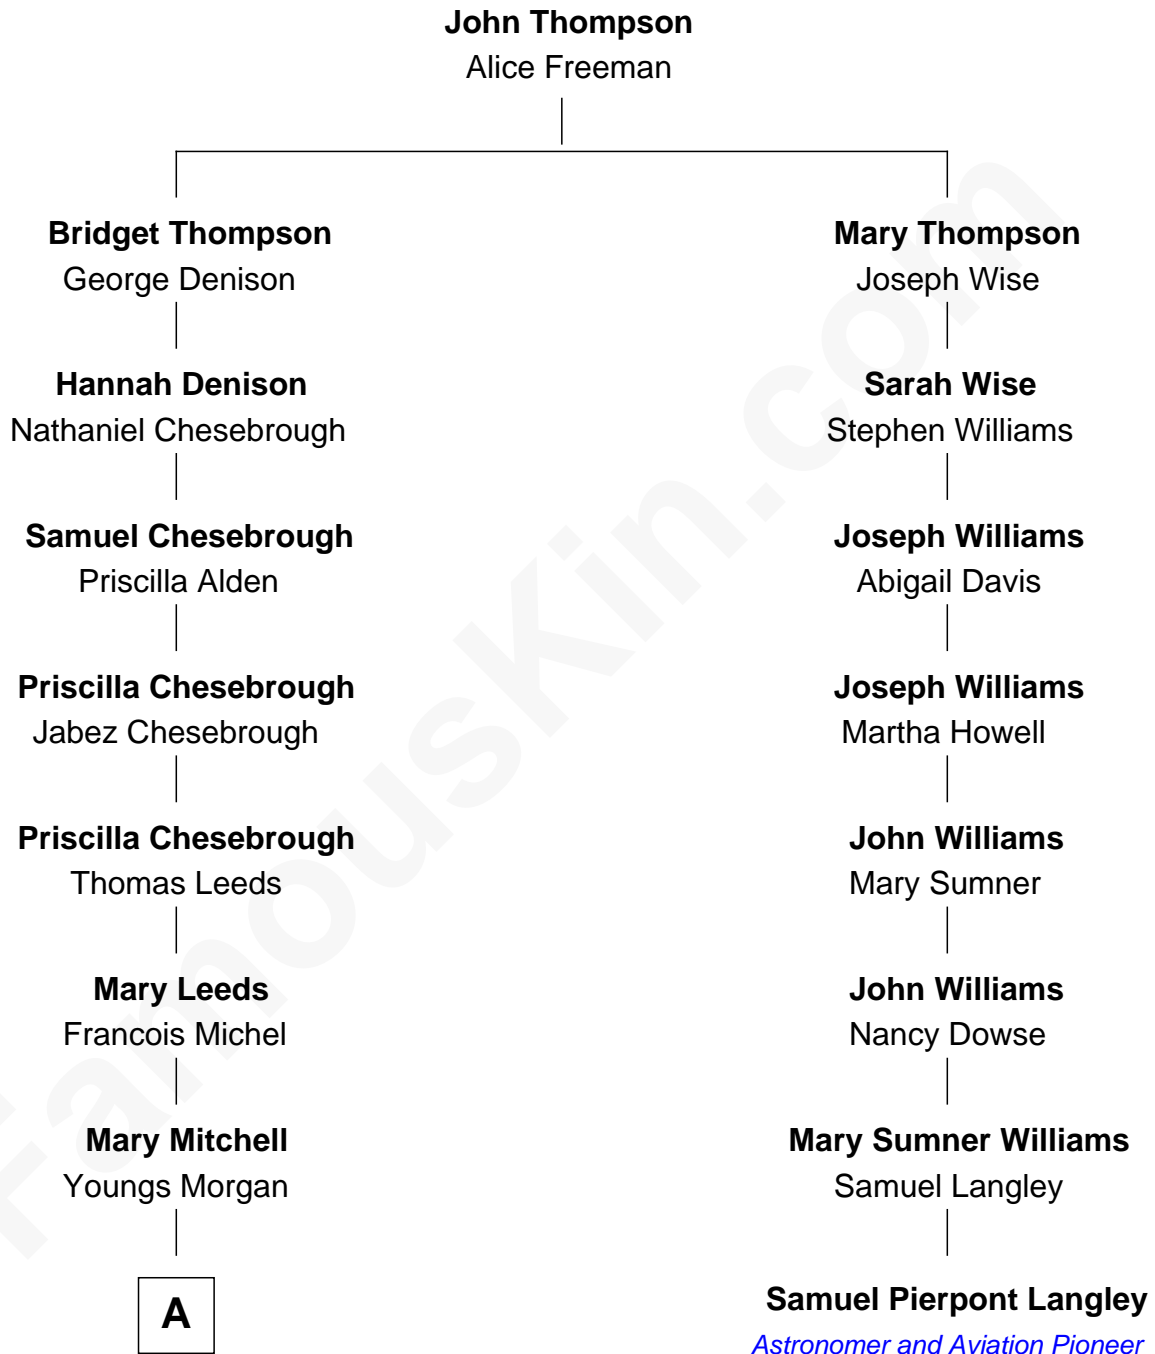 John Thompson
Alice Freeman
Bridget Thompson
George Denison
Mary Thompson
Joseph Wise
Hannah Denison
Nathaniel Chesebrough
Sarah Wise
Stephen Williams
Samuel Chesebrough
Priscilla Alden
Joseph Williams
Abigail Davis
Priscilla Chesebrough
Jabez Chesebrough
Joseph Williams
Martha Howell
Priscilla Chesebrough
Thomas Leeds
John Williams
Mary Sumner
Mary Leeds
Francois Michel
John Williams
Nancy Dowse
Mary Mitchell
Youngs Morgan
Mary Sumner Williams
Samuel Langley
A
Samuel Pierpont Langley
Astronomer and Aviation Pioneer
FamousKin.com